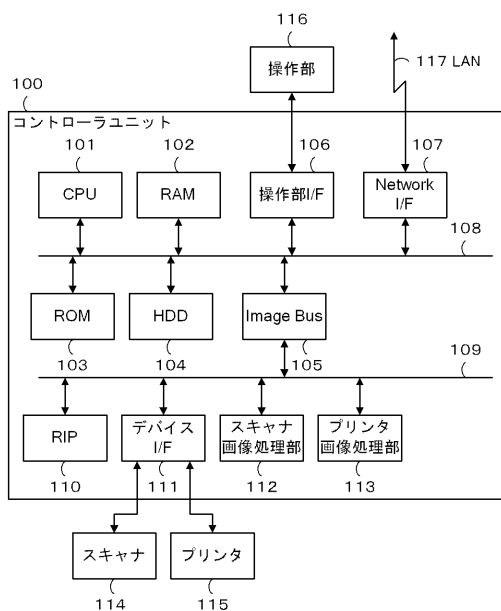 116
操作部
117 LAN
100
コントローラユニット
101
102
106
107
CPU
RAM
操作部I/F
Network
I/F
108
ROM
HDD
Image Bus
103
104
105
109
RIP
デバイス
I/F
スキャナ
画像処理部
プリンタ
画像処理部
110
111
112
113
スキャナ
プリンタ
114
115